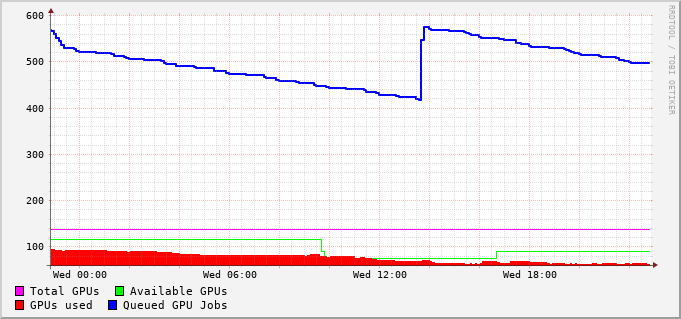 600
500
400
300
200
100
Wed 00:00 Wed 06:00 Wed 12:00 Wed 18:00
Total GPUs Available GPUs
GPUs used Queued GPU Jobs
RRDTOOL / TOBI OETIKER